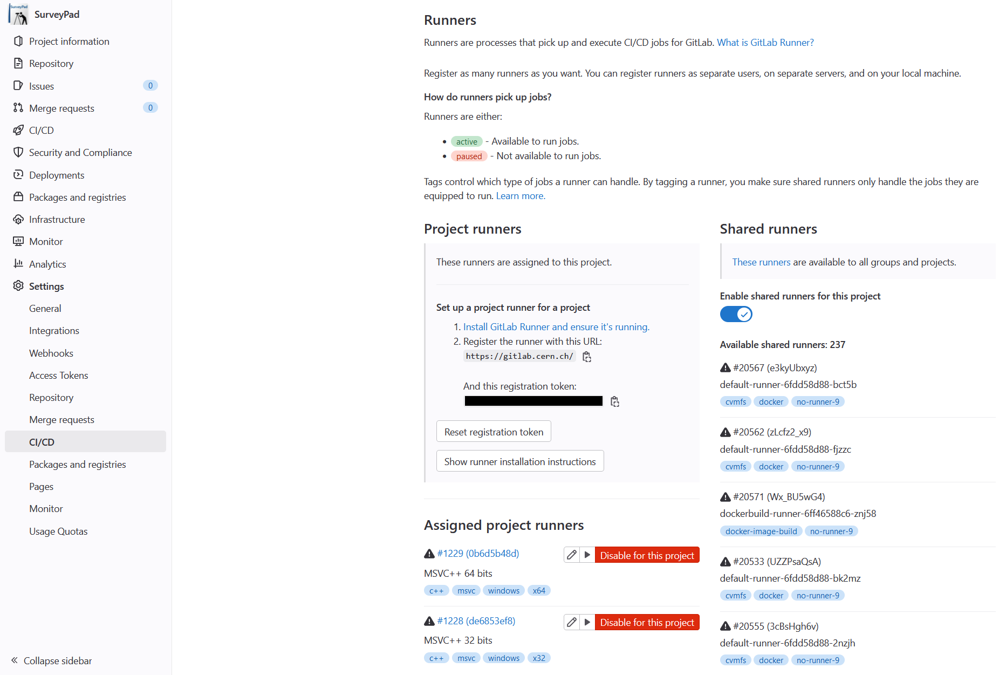 SurveyPad
SurveyPad
Project information
Repository
Issues 0
Merge requests 0
CI/CD
Security and Compliance
Deployments
Packages and registries
Infrastructure
Monitor
Analytics
Settings
General
Integrations
Webhooks
Access Tokens
Repository
Merge requests
CI/CD
Packages and registries
Pages
Monitor
Usage Quotas
Collapse sidebar
Runners
Runners are processes that pick up and execute CI/CD jobs for GitLab. What is GitLab Runner?
Register as many runners as you want. You can register runners as separate users, on separate servers, and on your local machine.
How do runners pick up jobs?
Runners are either:
• active - Available to run jobs.
• paused - Not available to run jobs.
Tags control which type of jobs a runner can handle. By tagging a runner, you make sure shared runners only handle the jobs they are
equipped to run. Learn more.
Project runners
These runners are assigned to this project.
Set up a project runner for a project
1. Install GitLab Runner and ensure it's running.
2. Register the runner with this URL:
https://gitlab.cern.ch/
And this registration token:
Reset registration token
Show runner installation instructions
Assigned project runners
#1229 (0b6d5b48d) Disable for this project
MSVC++ 64 bits
c++ msvc windows x64
#1228 (de6853ef8) Disable for this project
MSVC++ 32 bits
c++ msvc windows x32
Shared runners
These runners are available to all groups and projects.
Enable shared runners for this project
Available shared runners: 237
#20567 (e3kyUbxyz)
default-runner-6fdd58d88-bct5b
cvmfs docker no-runner-9
#20562 (zLcfz2_x9)
default-runner-6fdd58d88-fjzzc
cvmfs docker no-runner-9
#20571 (Wx_BU5wG4)
dockerbuild-runner-6ff46588c6-znj58
docker-image-build no-runner-9
#20533 (UZZPsaQsA)
default-runner-6fdd58d88-bk2mz
cvmfs docker no-runner-9
#20555 (3cBsHgh6v)
default-runner-6fdd58d88-2nzjh
cvmfs docker no-runner-9